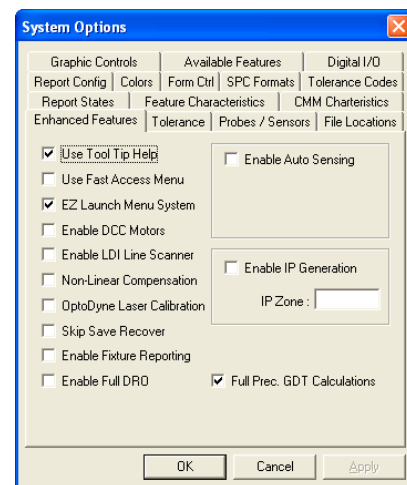 System Options
Graphic Controls Available Features Digital I/O
Report Config Colors Form Ctrl SPC Formats Tolerance Codes
Report States Feature Characteristics CMM Charteristics
Enhanced Features Tolerance Probes / Sensors File Locations
Use Tool Tip Help
Use Fast Access Menu
EZ Launch Menu System
Enable DCC Motors
Enable LDI Line Scanner
Non-Linear Compensation
OptoDyne Laser Calibration
Skip Save Recover
Enable Fixture Reporting
Enable Full DRO
Enable Auto Sensing
Enable IP Generation
IP Zone :
Full Prec. GDT Calculations
OK Cancel Apply